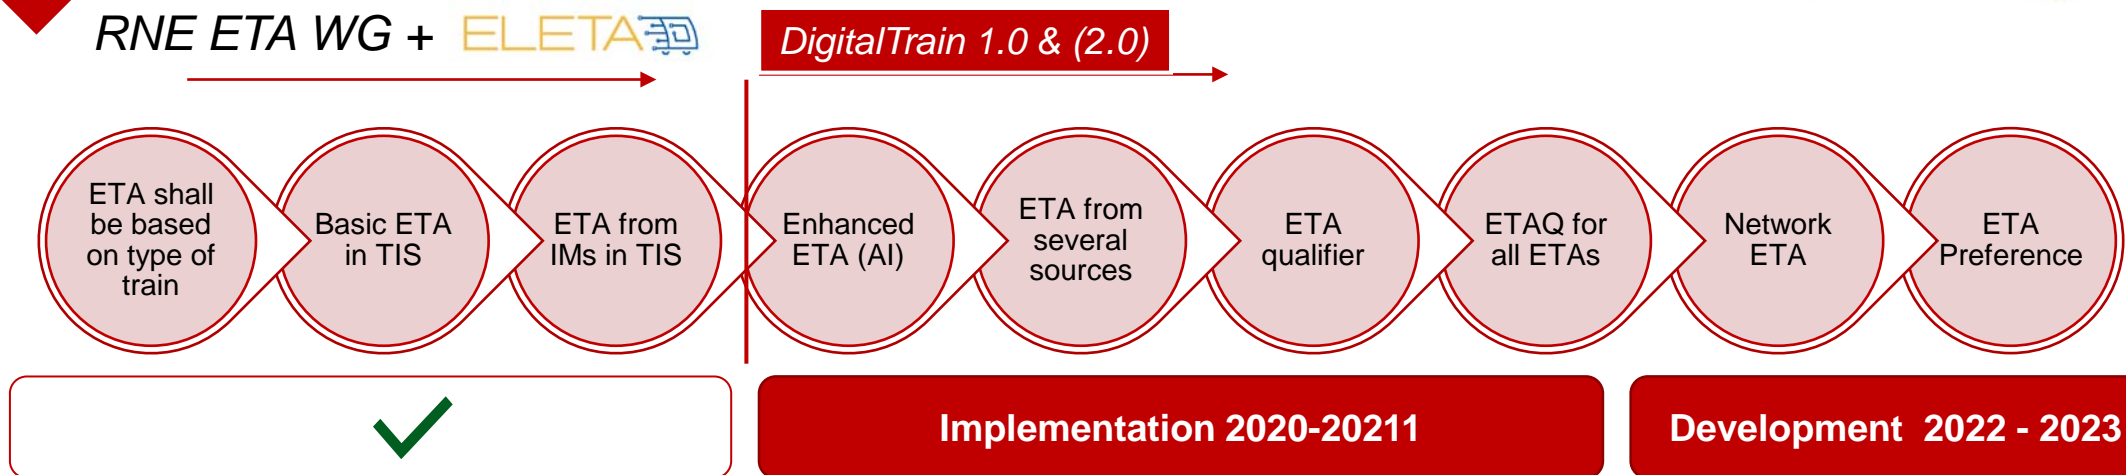 RNE ETA WG + ELETA
DigitalTrain 1.0 & (2.0)
ETA shall
be based
on type of
train
Basic ETA
in TIS
ETA from
IMs in TIS
Enhanced
ETA (AI)
ETA from
several
sources
ETA
qualifier
ETAQ for
all ETAs
Network
ETA
ETA
Preference
Implementation 2020-20211
Development 2022 - 2023